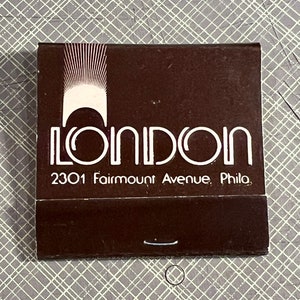 LONDON
2301 Fairmount Avenue, Phila.